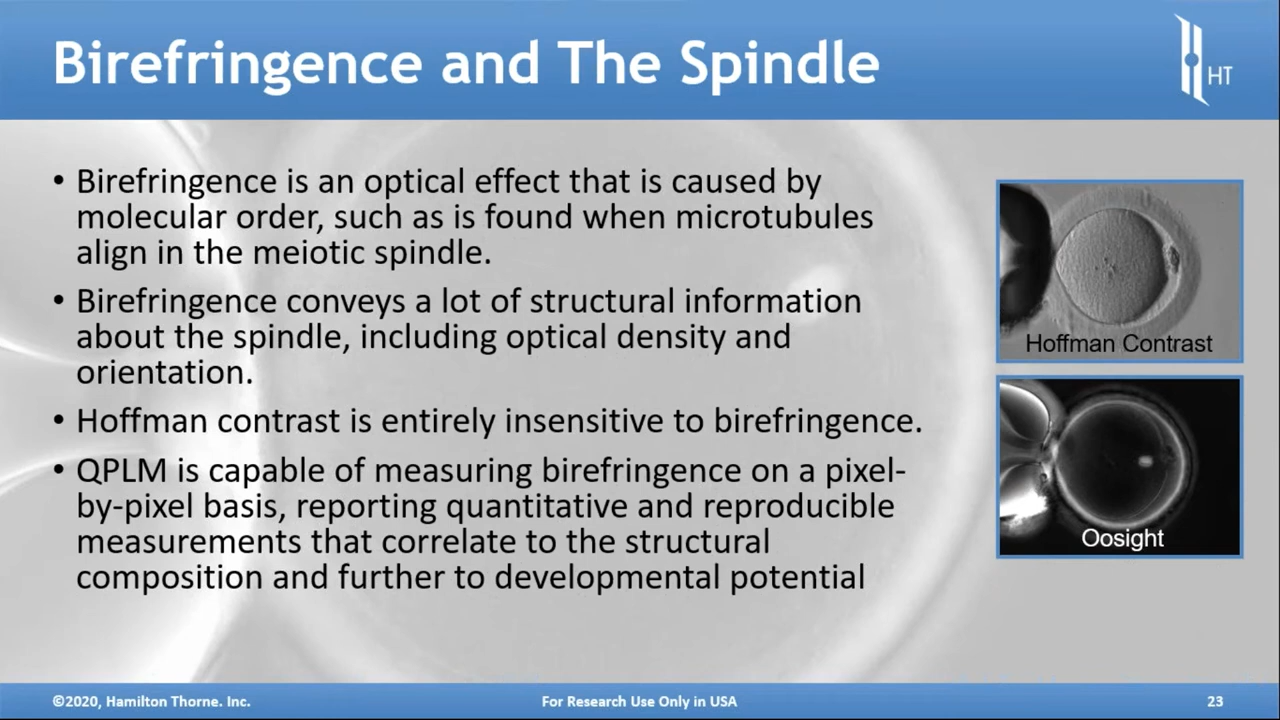 Birefringence and The Spindle
HT
• Birefringence is an optical effect that is caused by
molecular order, such as is found when microtubules
align in the meiotic spindle.
• Birefringence conveys a lot of structural information
about the spindle, including optical density and
orientation.
• Hoffman contrast is entirely insensitive to birefringence.
• QPLM is capable of measuring birefringence on a pixel-
by-pixel basis, reporting quantitative and reproducible
measurements that correlate to the structural
composition and further to developmental potential
Hoffman Contrast
Oosight
©2020, Hamilton Thorne. Inc.
For Research Use Only in USA
23